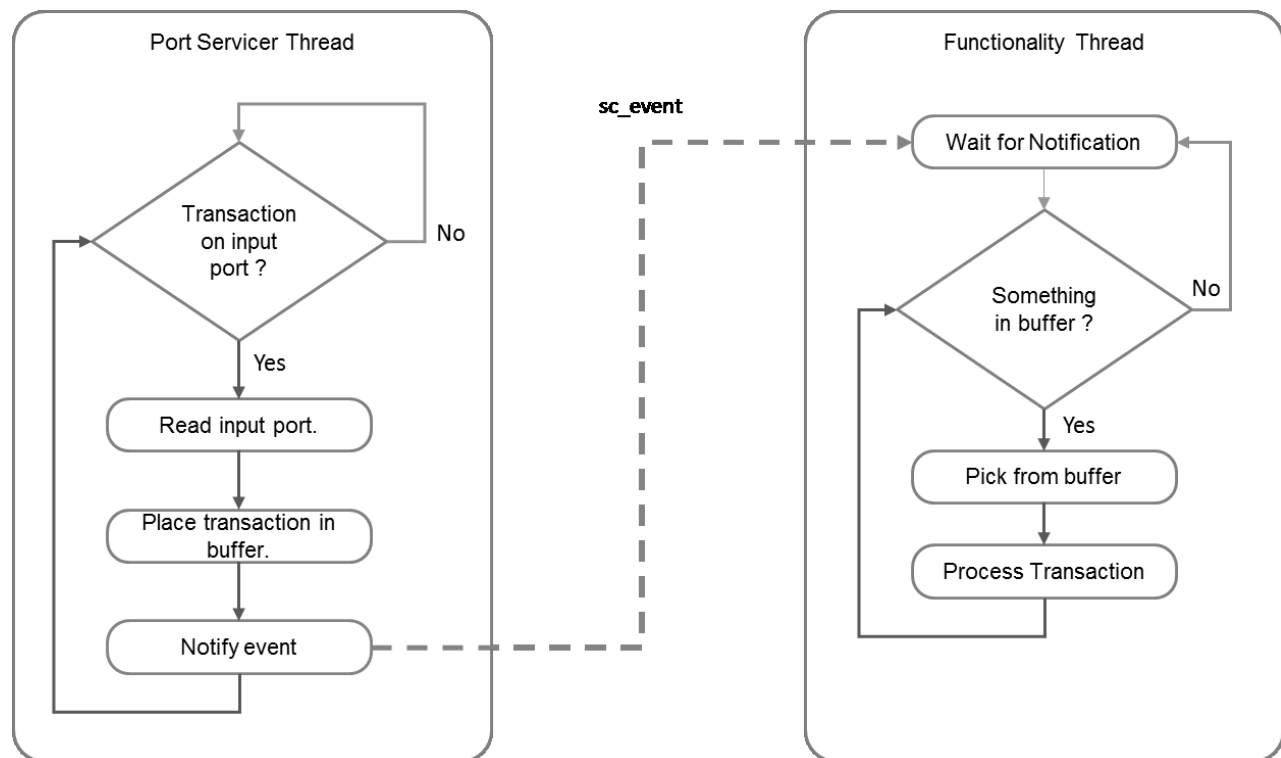 Port Servicer Thread
Transaction
on input
port ?
No
Yes
Read input port.
Place transaction in
buffer.
Notify event
sc_event
Functionality Thread
Wait for Notification
Something
in buffer ?
No
Yes
Pick from buffer
Process Transaction